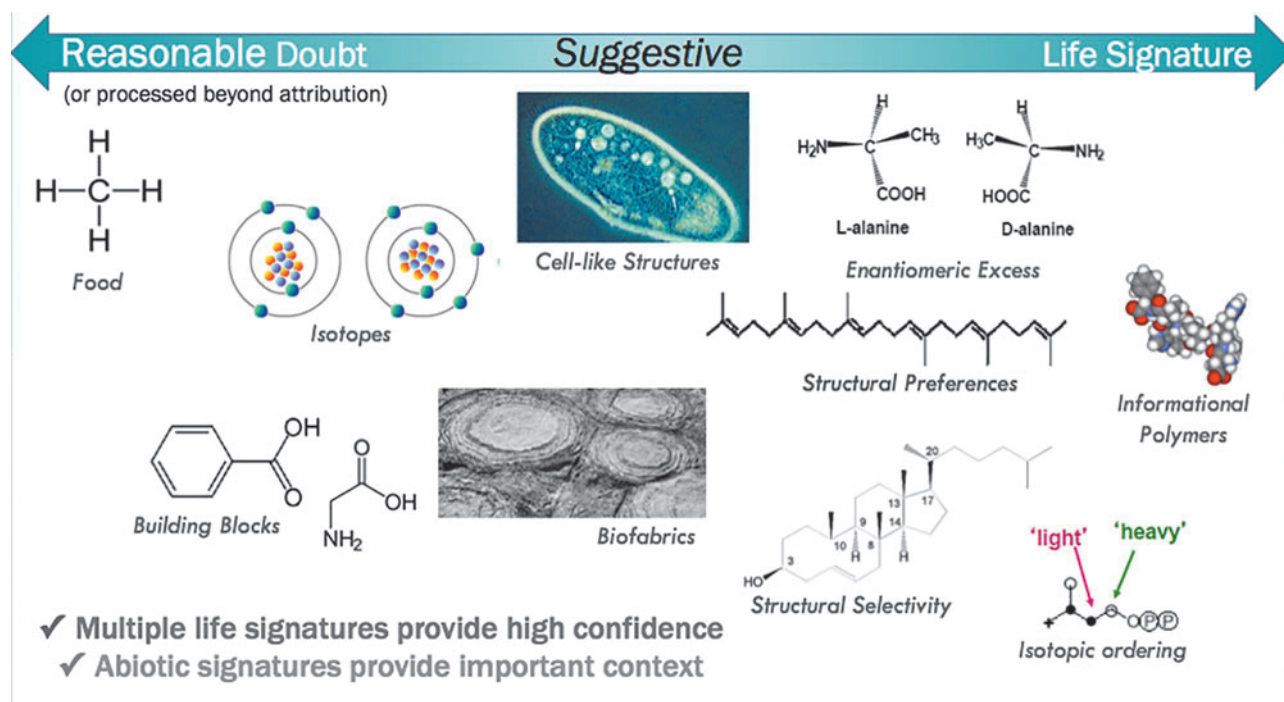 Reasonable Doubt
Suggestive
Life Signature
(or processed beyond attribution)
H
H C H
H
Food
Isotopes
Cell-like Structures
H
H₂N C CH₃
COOH
L-alanine
H
H₃C C NH₂
HOOC
D-alanine
Enantiomeric Excess
Structural Preferences
Informational
Polymers
OH
O
O
OH
NH₂
Building Blocks
Biofabrics
20
13
17
9
14
10
8
H
H
3
HO
Structural Selectivity
'light' 'heavy'
+ O P P
Isotopic ordering
✓ Multiple life signatures provide high confidence
✓ Abiotic signatures provide important context